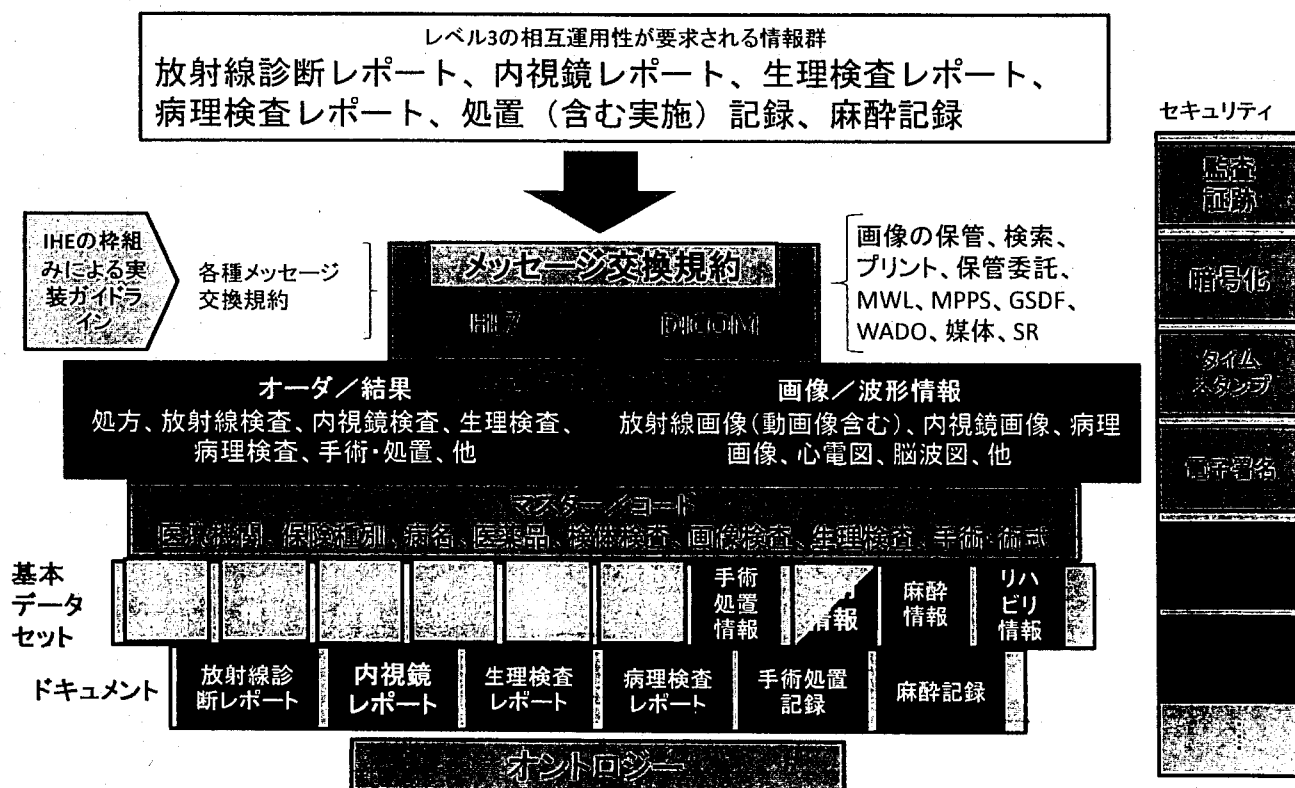 レベル3の相互運用性が要求される情報群
放射線診断レポート、内視鏡レポート、生理検査レポート、
病理検査レポート、処置（含む実施）記録、麻酔記録
セキュリティ
監査
証跡
暗号化
タイム
スタンプ
電子署名
IHEの枠組
みによる実
装ガイドラ
イン
各種メッセージ
交換規約
メッセージ交換規約
HL7
DICOM
画像の保管、検索、
プリント、保管委託、
MWL、MPPS、GSDF、
WADO、媒体、SR
オーダ／結果
処方、放射線検査、内視鏡検査、生理検査、
病理検査、手術・処置、他
画像／波形情報
放射線画像（動画像含む）、内視鏡画像、病理
画像、心電図、脳波図、他
マスター／コード
医療機関、保険種別、病名、医薬品、検体検査、画像検査、生理検査、手術・術式
基本
データ
セット
手術
処置
情報
情報
麻酔
情報
リハ
ビリ
情報
ドキュメント
放射線診
断レポート
内視鏡
レポート
生理検査
レポート
病理検査
レポート
手術処置
記録
麻酔記録
オントロジー